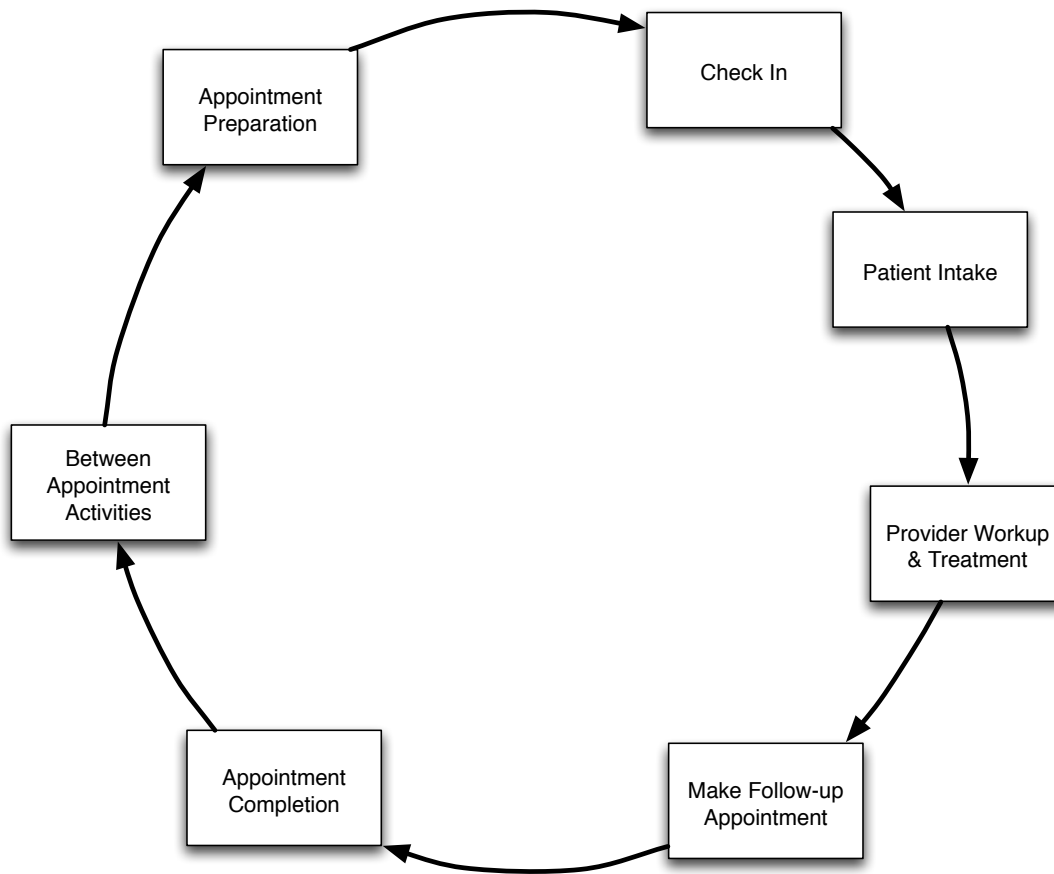 Appointment
Preparation
Check In
Patient Intake
Provider Workup
& Treatment
Make Follow-up
Appointment
Appointment
Completion
Between
Appointment
Activities